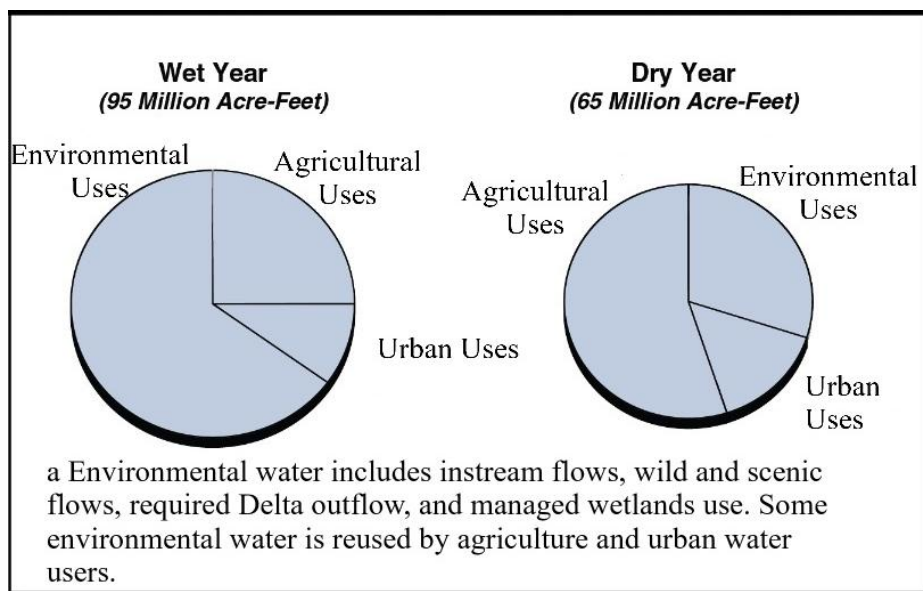 Wet Year
(95 Million Acre-Feet)
Dry Year
(65 Million Acre-Feet)
Environmental
Uses
Agricultural
Uses
Urban Uses
Agricultural
Uses
Environmental
Uses
Urban
Uses
a Environmental water includes instream flows, wild and scenic
flows, required Delta outflow, and managed wetlands use. Some
environmental water is reused by agriculture and urban water
users.